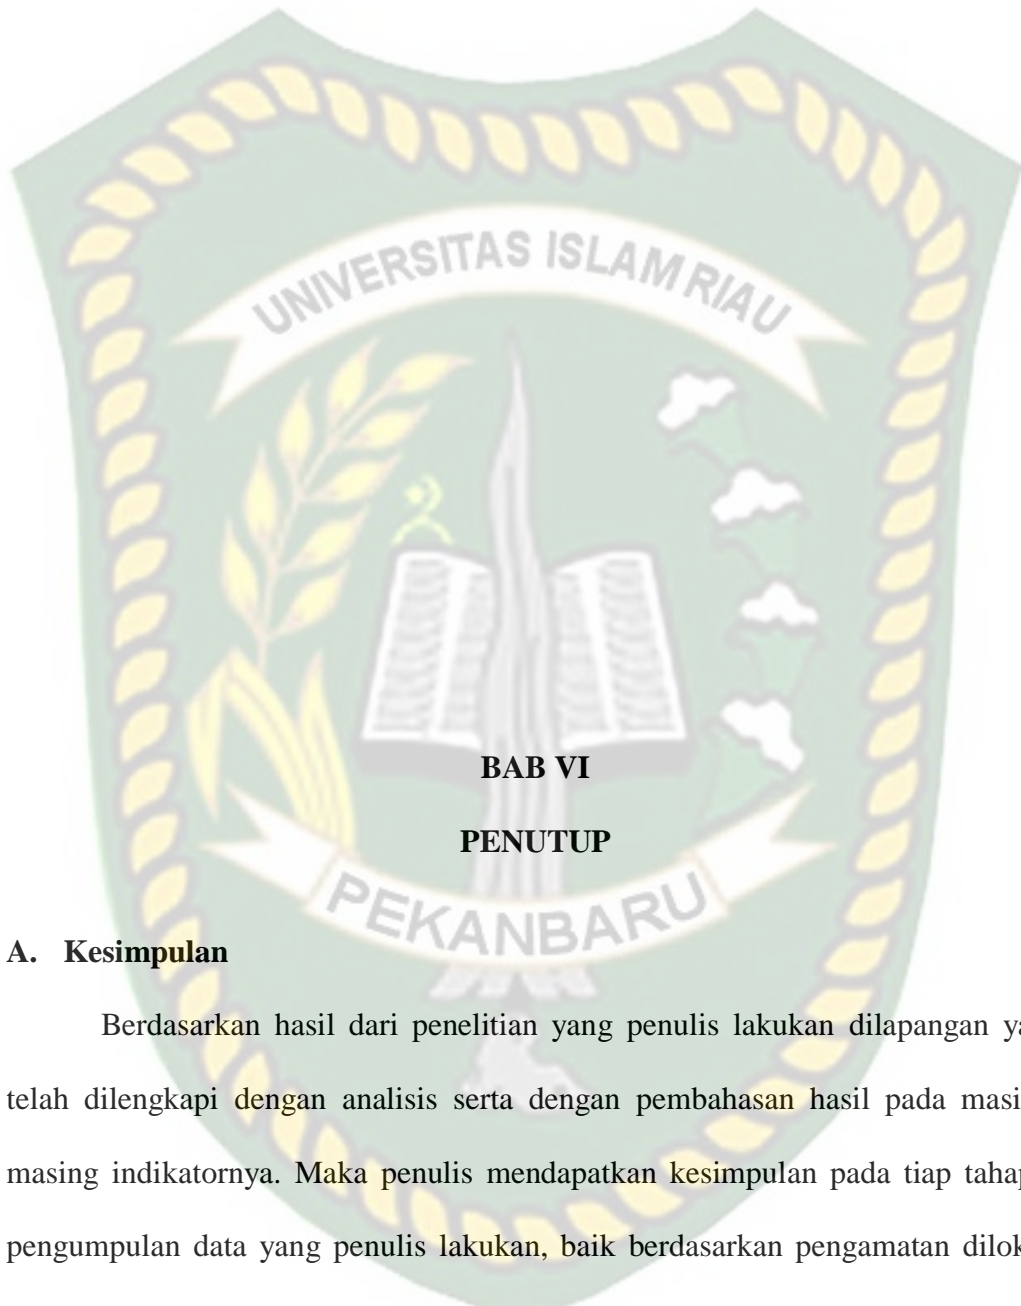 UNIVERSITAS ISLAM RIAU
BAB VI
PENUTUP
PEKANBARU
A. Kesimpulan
Berdasarkan hasil dari penelitian yang penulis lakukan dilapangan ya
telah dilengkapi dengan analisis serta dengan pembahasan hasil pada masi
masing indikatornya. Maka penulis mendapatkan kesimpulan pada tiap tahap
pengumpulan data yang penulis lakukan, baik berdasarkan pengamatan dilok